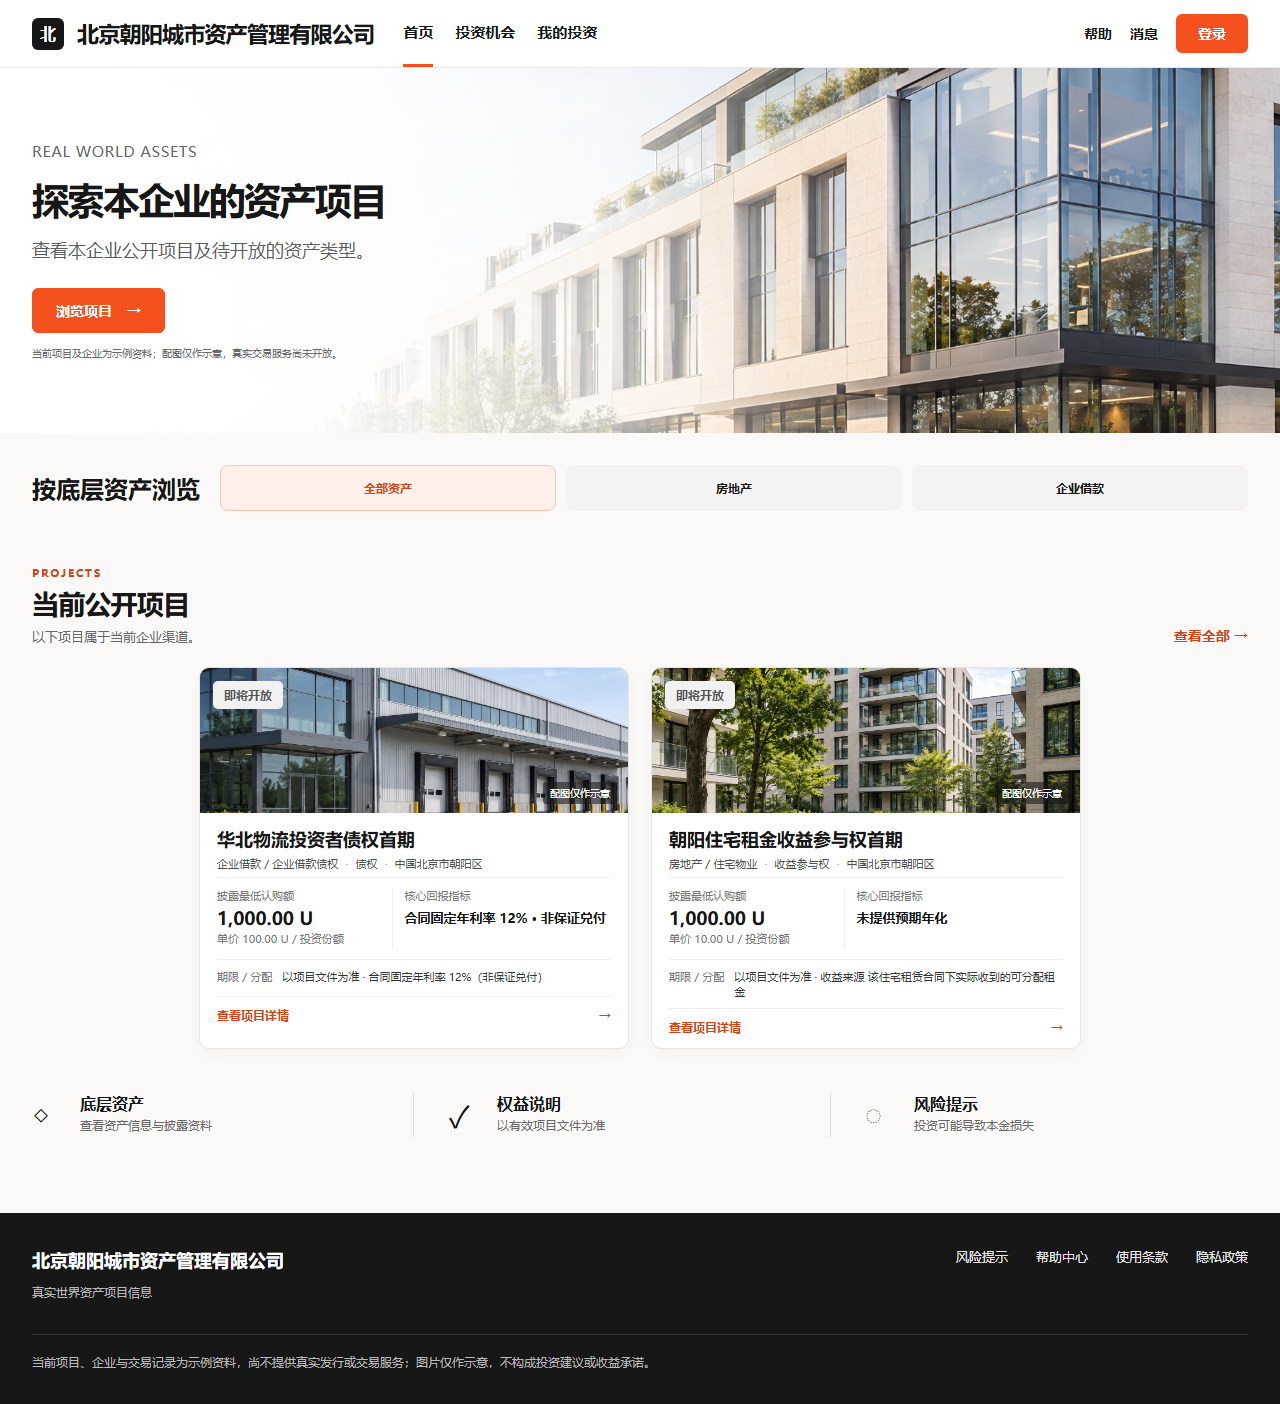 北 北京朝阳城市资产管理有限公司 首页 投资机会 我的投资 帮助 消息 登录
REAL WORLD ASSETS
探索本企业的资产项目
查看本企业公开项目及待开放的资产类型。
浏览项目 →
当前项目及企业为示例资料；配图仅作示意，真实交易服务尚未开放。
按底层资产浏览 全部资产 房地产 企业借款
PROJECTS
当前公开项目
以下项目属于当前企业渠道。 查看全部 →
即将开放
配图仅作示意
华北物流投资者债权首期
企业借款 / 企业借款债权 · 债权 · 中国北京市朝阳区
披露最低认购额
1,000.00 U
单价 100.00 U / 投资份额
核心回报指标
合同固定年利率 12% • 非保证兑付
期限 / 分配 以项目文件为准 · 合同固定年利率 12%（非保证兑付）
查看项目详情 →
即将开放
配图仅作示意
朝阳住宅租金收益参与权首期
房地产 / 住宅物业 · 收益参与权 · 中国北京市朝阳区
披露最低认购额
1,000.00 U
单价 10.00 U / 投资份额
核心回报指标
未提供预期年化
期限 / 分配 以项目文件为准 · 收益来源 该住宅租赁合同下实际收到的可分配租
金
查看项目详情 →
底层资产
查看资产信息与披露资料
权益说明
以有效项目文件为准
风险提示
投资可能导致本金损失
北京朝阳城市资产管理有限公司
真实世界资产项目信息
风险提示 帮助中心 使用条款 隐私政策
当前项目、企业与交易记录为示例资料，尚不提供真实发行或交易服务；图片仅作示意，不构成投资建议或收益承诺。